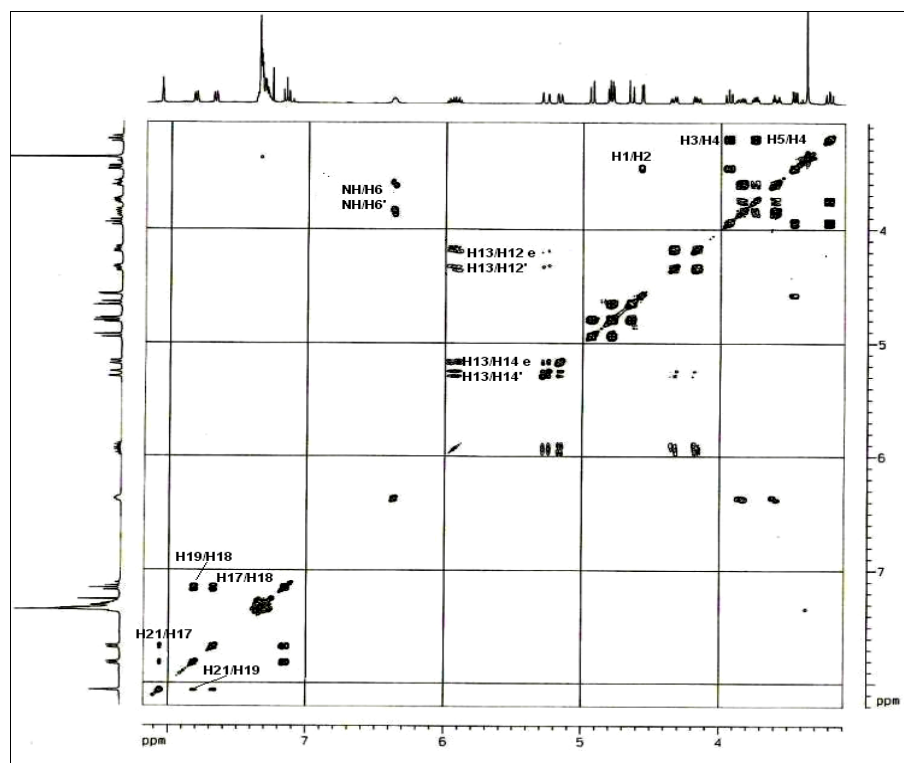 H3/H4 H5/H4
H1/H2
NH/H6
NH/H6'
4
H13/H12 e
H13/H12'
5
H13/H14 e
H13/H14'
6
H19/H18
H17/H18
7
H21/H17
H21/H19
ppm
ppm 7 6 5 4